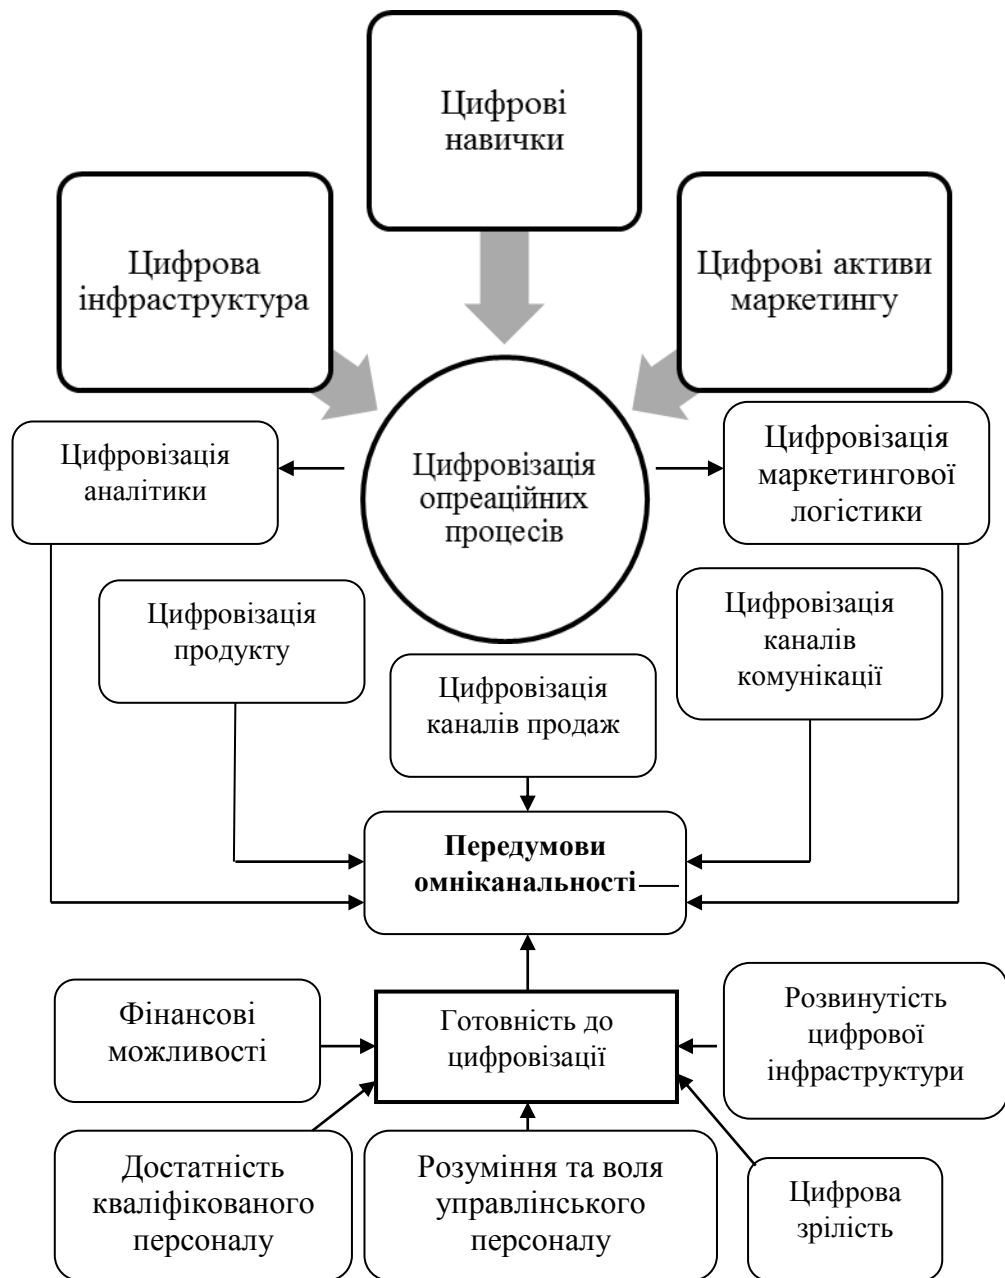 Цифрові
навички
Цифрова
інфраструктура
Цифрові активи
маркетингу
Цифровізація
аналітики
Цифровізація
опреаційних
процесів
Цифровізація
маркетингової
логістики
Цифровізація
продукту
Цифровізація
каналів продаж
Цифровізація
каналів
комунікації
Передумови
омніканальності
Фінансові
можливості
Готовність до
цифровізації
Розвинутість
цифрової
інфраструктури
Достатність
кваліфікованого
персоналу
Розуміння та воля
управлінського
персоналу
Цифрова
зрілість